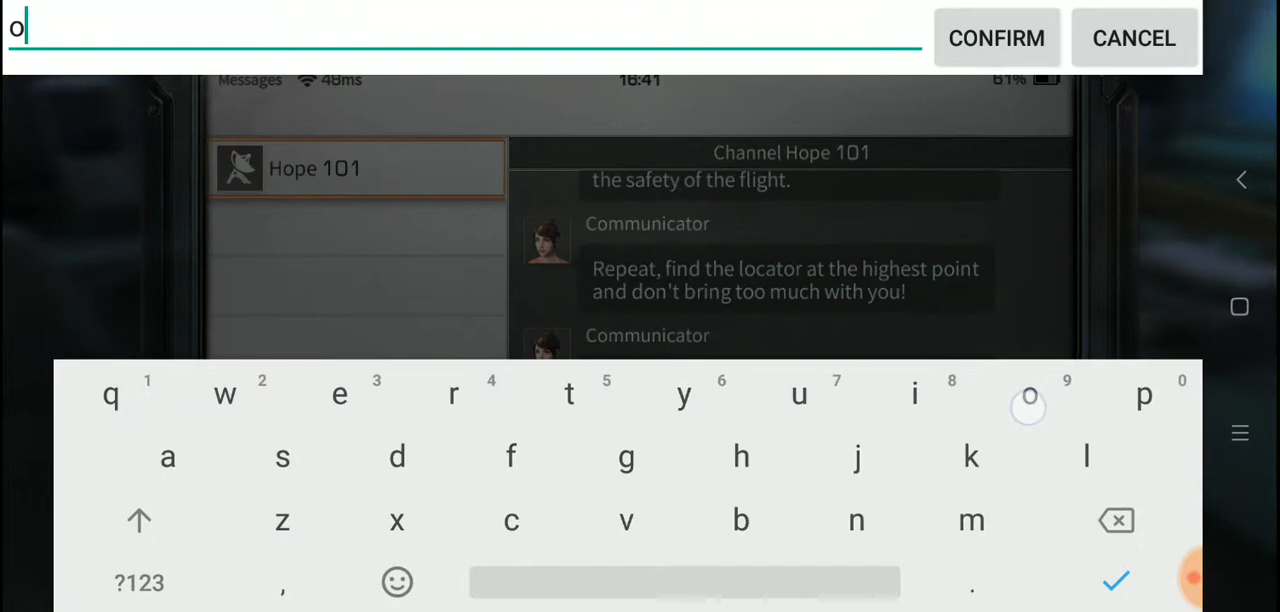 o
CONFIRM
CANCEL
Messages 48ms
16:41
61%
Hope 101
Channel Hope 101
the safety of the flight.
Communicator
Repeat, find the locator at the highest point
and don't bring too much with you!
Communicator
1 2 3 4 5 6 7 8 9 0
q w e r t y u i o p
a s d f g h j k l
z x c v b n m
?123 , .